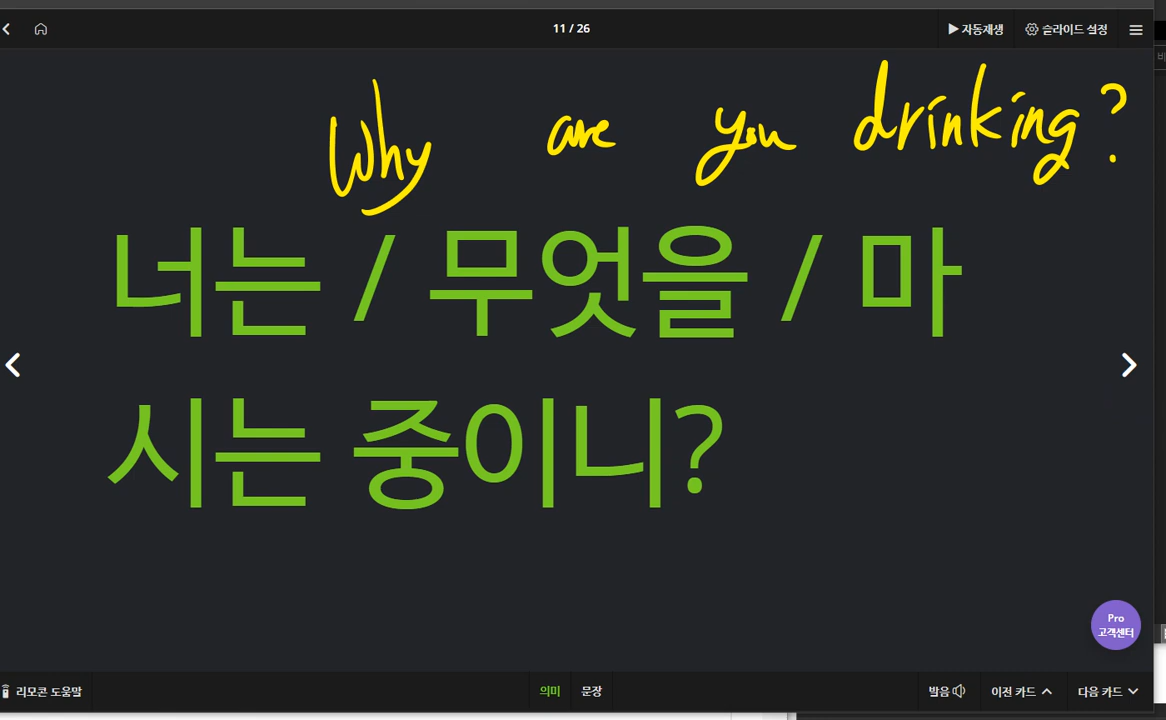 11 / 26
▶ 자동재생
슬라이드 설정
Why are you drinking?
너는 / 무엇을 / 마
시는 중이니?
Pro
고객센터
리모콘 도움말
의미
문장
발음
이전 카드
다음 카드